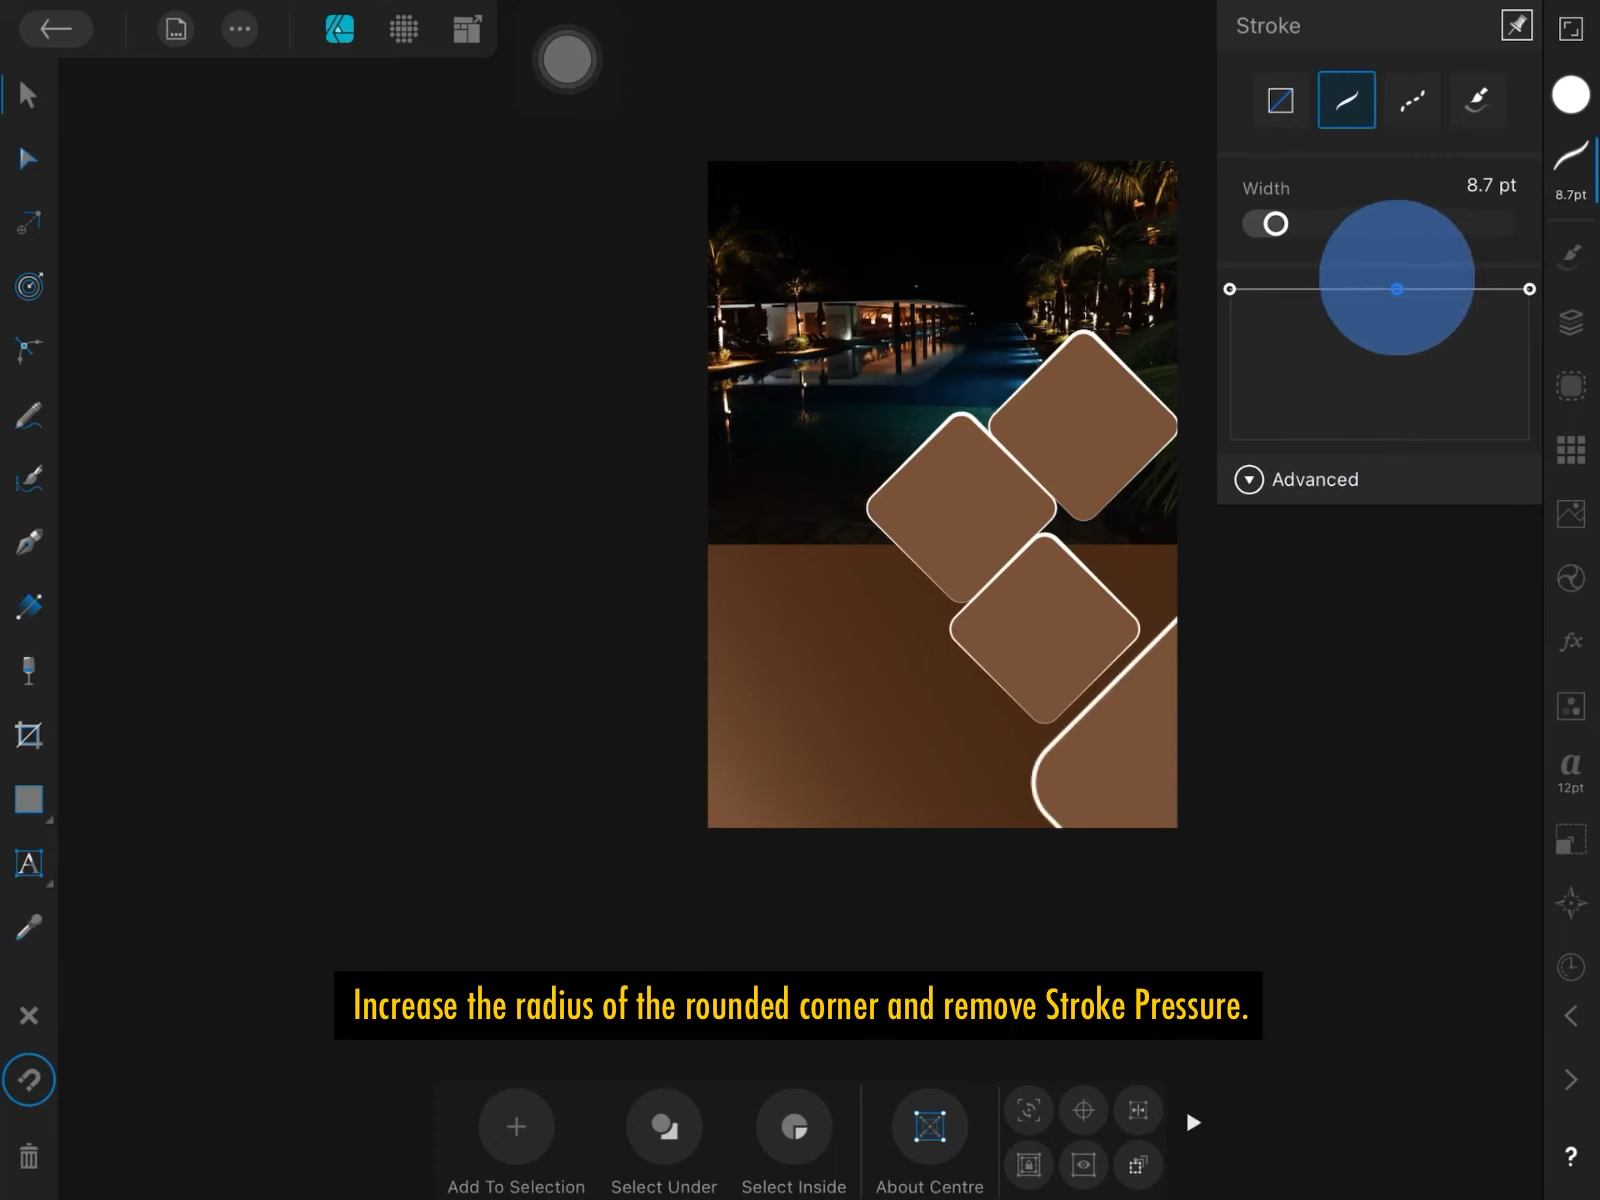 Stroke
Width
8.7 pt
8.7pt
Advanced
fx
a
12pt
A
Increase the radius of the rounded corner and remove Stroke Pressure.
Add To Selection
Select Under
Select Inside
About Centre
?